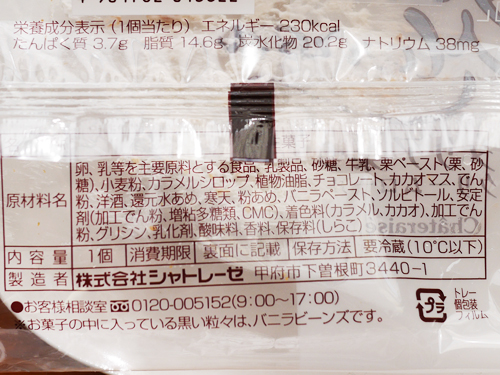 栄養成分表示 (1個当たり) エネルギー 230kcal
たんぱく質 3.7g 脂質 14.6g 炭水化物 20.2g ナトリウム 38mg
菓子
卵、乳等を主要原料とする食品、乳製品、砂糖、牛乳、栗ペースト(栗、砂
糖)、小麦粉、カラメルシロップ、植物油脂、チョコレート、カカオマス、でん
原材料名 粉、洋酒、還元水あめ、寒天、粉あめ、バニラペースト、ソルビトール、安定
剤(加工でん粉、増粘多糖類、CMC)、着色料(カラメル、カカオ)、加工でん
粉、グリシン、乳化剤、酸味料、香料、保存料(しらこ)
Chateraise
内容量 1個 消費期限 裏面に記載 保存方法 要冷蔵(10℃以下)
製造者 株式会社シャトレーゼ 甲府市下曽根町3440-1
●お客様相談室 0120-005152(9:00~17:00)
※お菓子の中に入っている黒い粒々は、バニラビーンズです。
プラ
トレー
個包装
フィルム